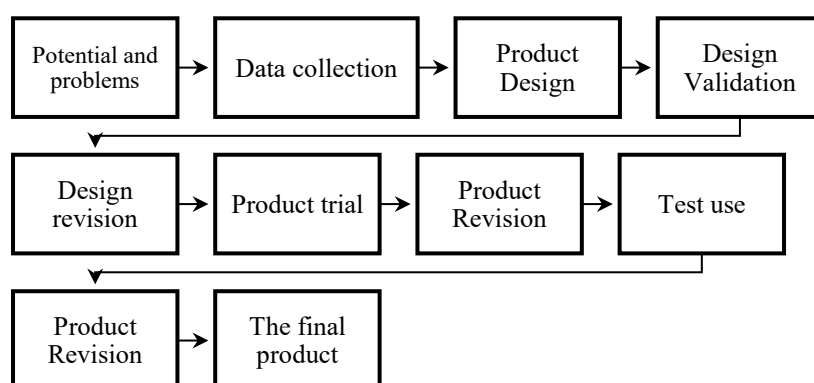 Potential and
problems
Data collection
Product
Design
Design
Validation
Design
revision
Product trial
Product
Revision
Test use
Product
Revision
The final
product